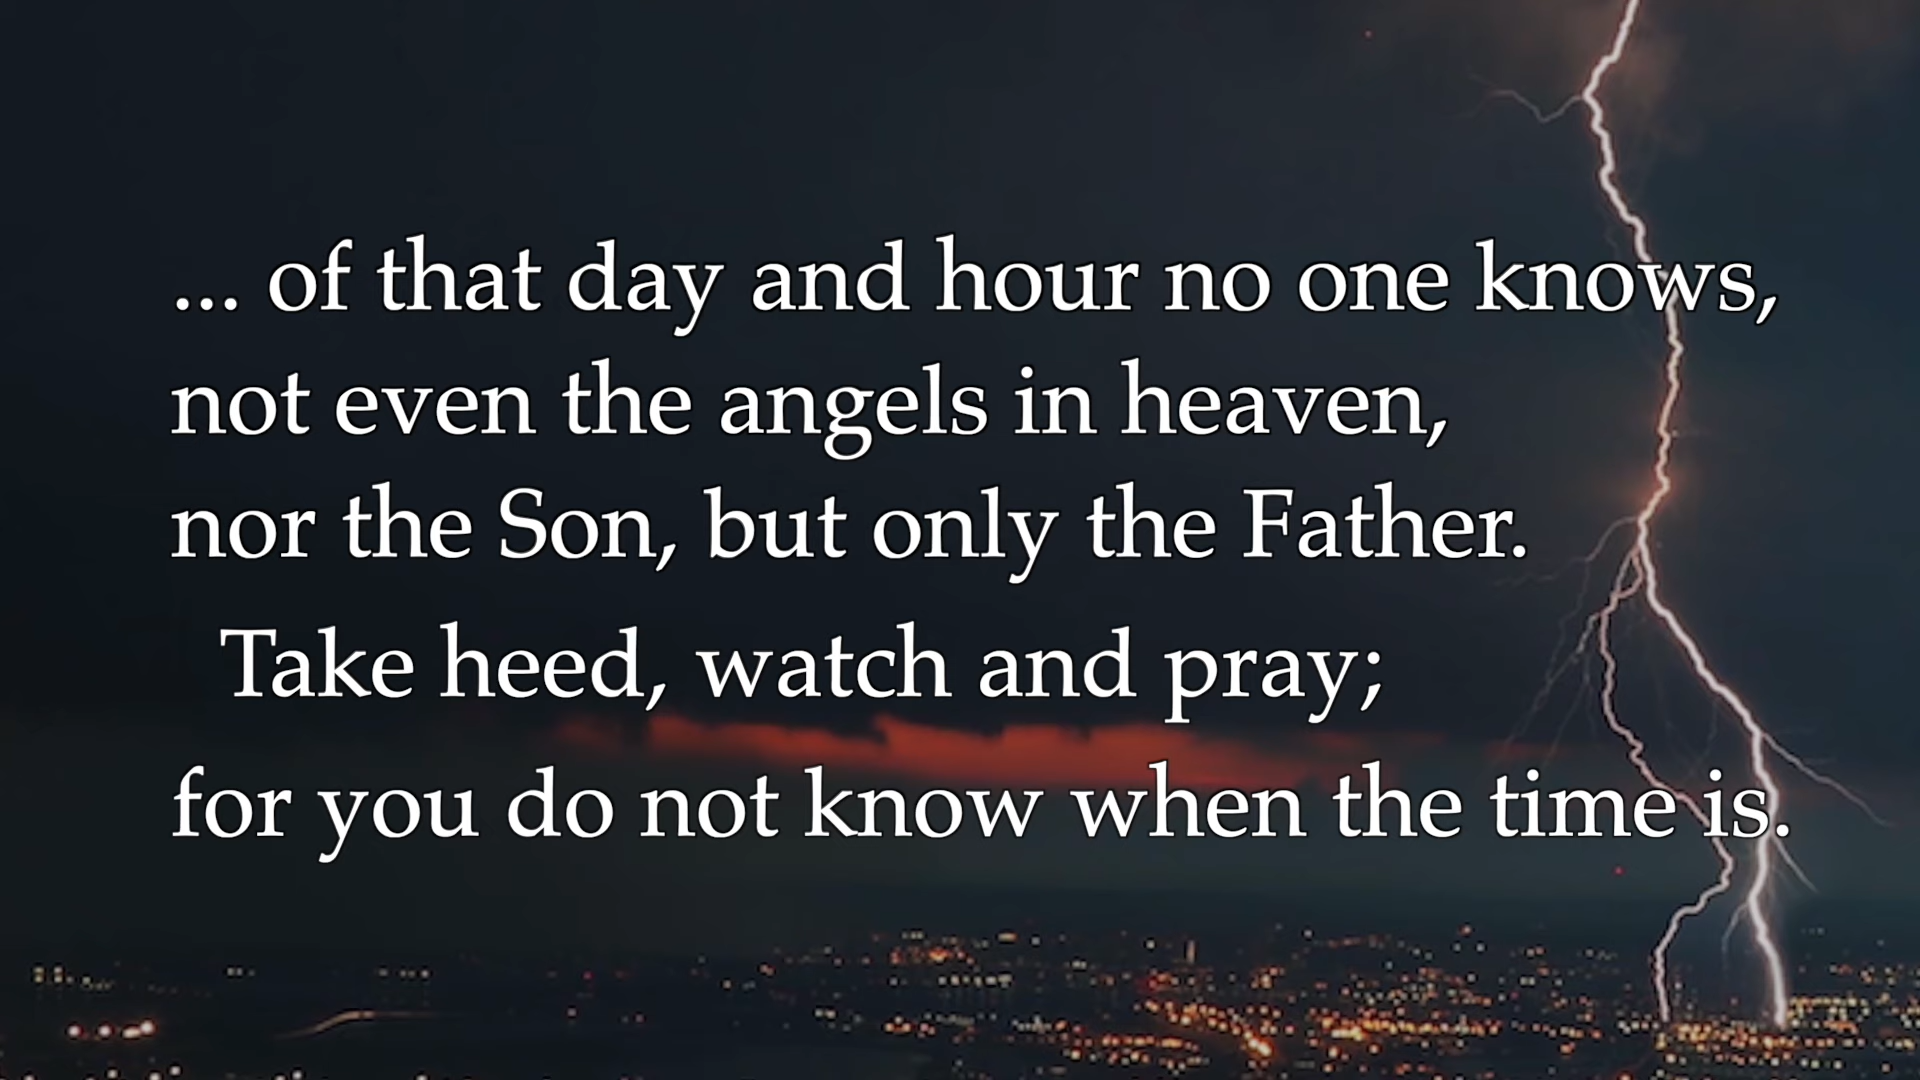 ... of that day and hour no one knows,
not even the angels in heaven,
nor the Son, but only the Father.
Take heed, watch and pray;
for you do not know when the time is.